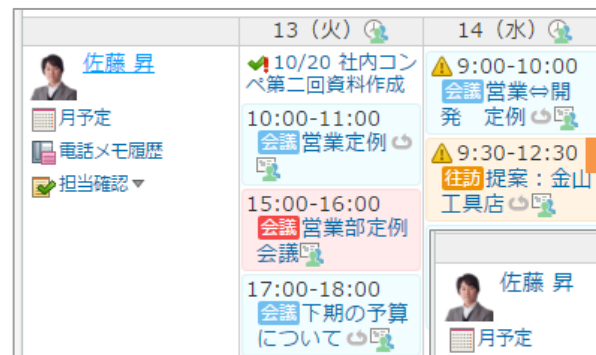 13（火）
14（水）
佐藤 昇
月予定
電話メモ履歴
担当確認▼
10/20 社内コン
ペ第二回資料作成
10:00-11:00
会議 営業定例
15:00-16:00
会議 営業部定例
会議
17:00-18:00
会議 下期の予算
について
9:00-10:00
会議 営業⇔開
発　定例
9:30-12:30
往訪 提案：金山
工具店
佐藤 昇
月予定